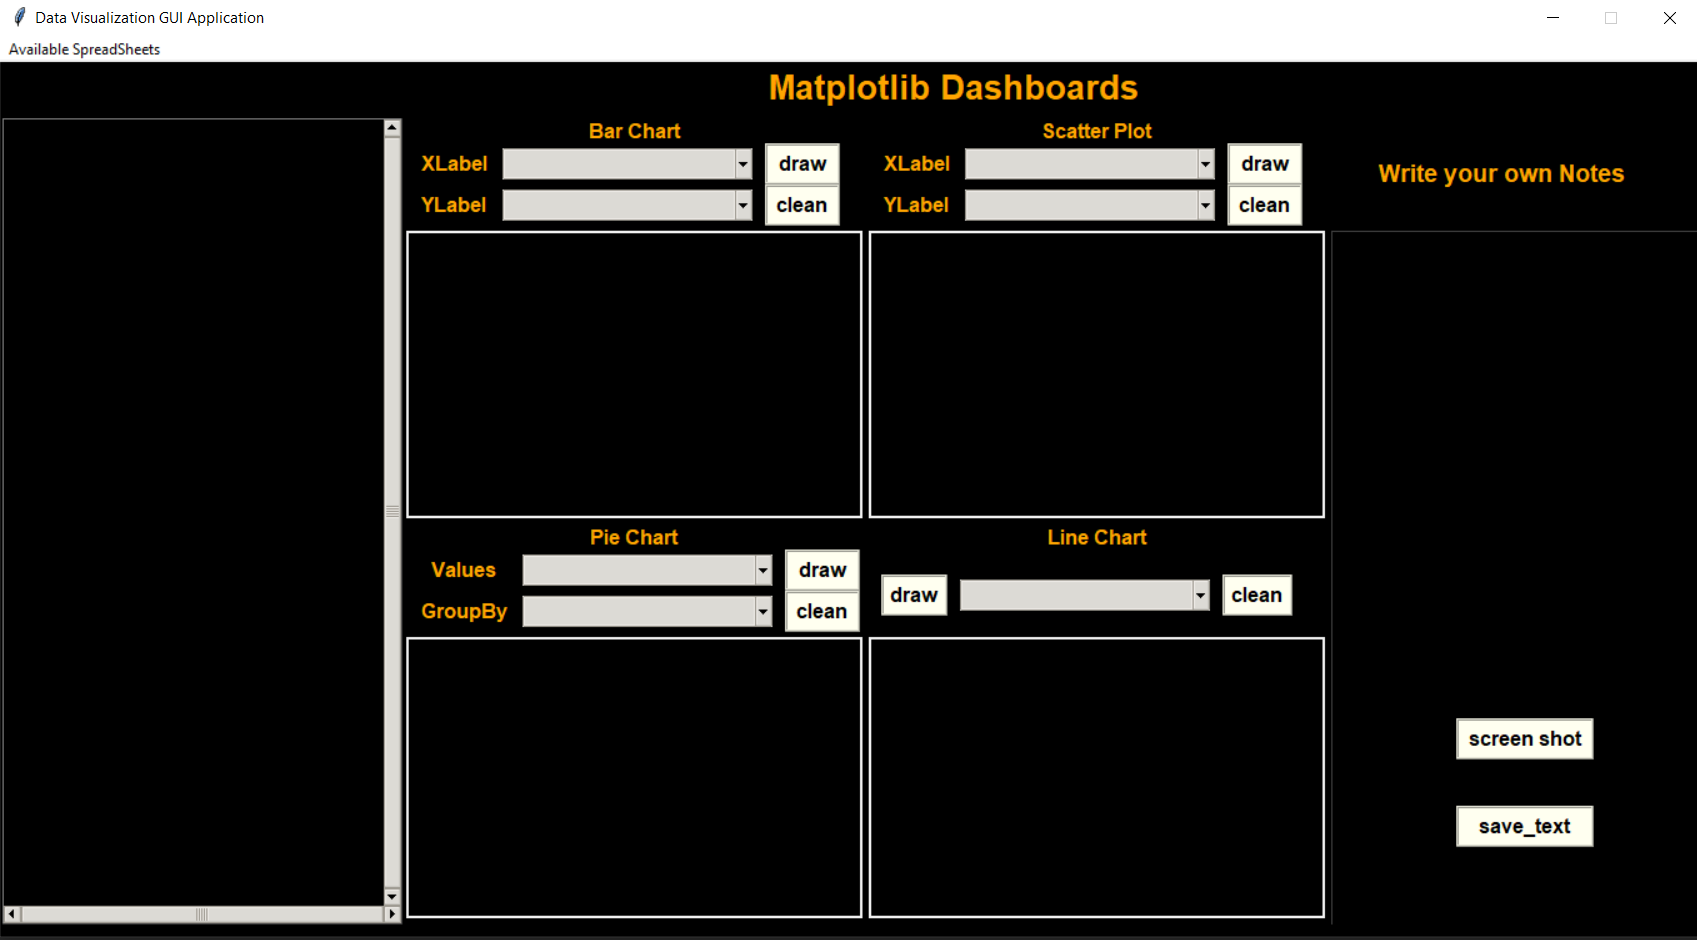 Data Visualization GUI Application
Available SpreadSheets
Matplotlib Dashboards
Bar Chart
XLabel
draw
YLabel
clean
Scatter Plot
XLabel
draw
YLabel
clean
Write your own Notes
Pie Chart
Values
draw
GroupBy
clean
Line Chart
draw
clean
screen shot
save_text